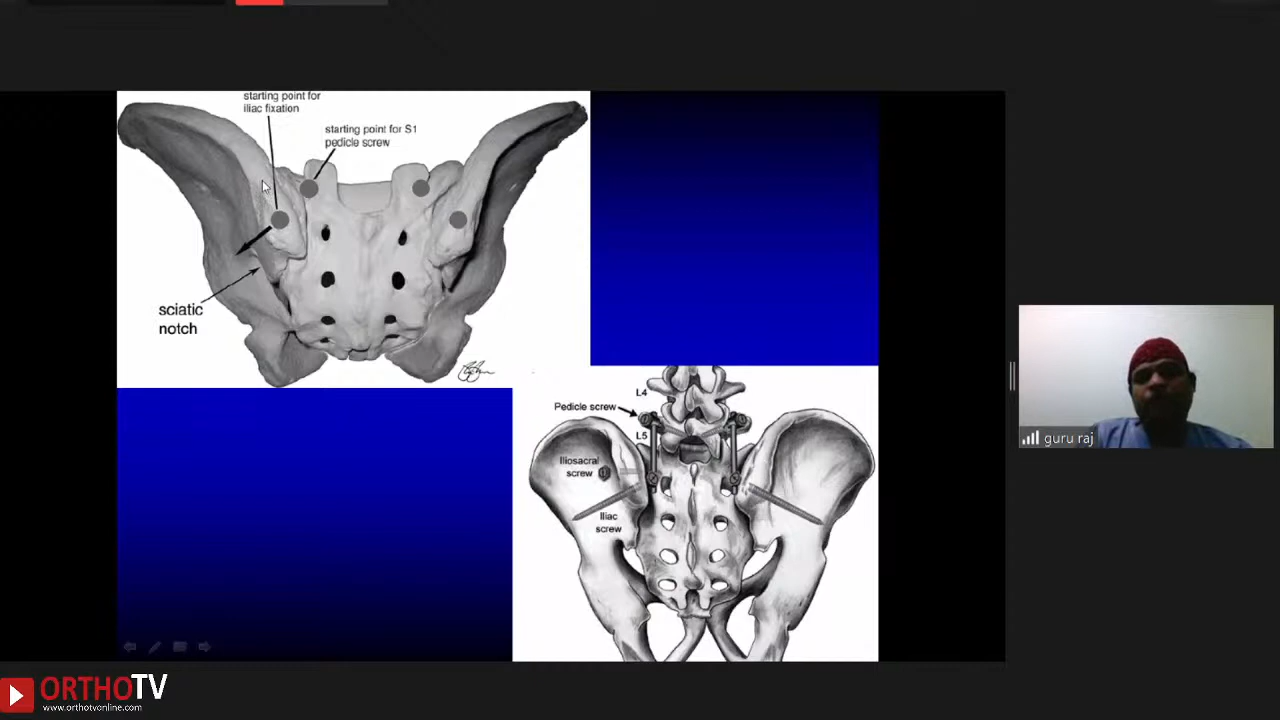 starting point for
iliac fixation
starting point for S1
pedicle screw
sciatic
notch
L4
Pedicle screw
L5
Iliosacral
screw
Iliac
screw
guru raj
ORTHOTV
www.orthotvonline.com